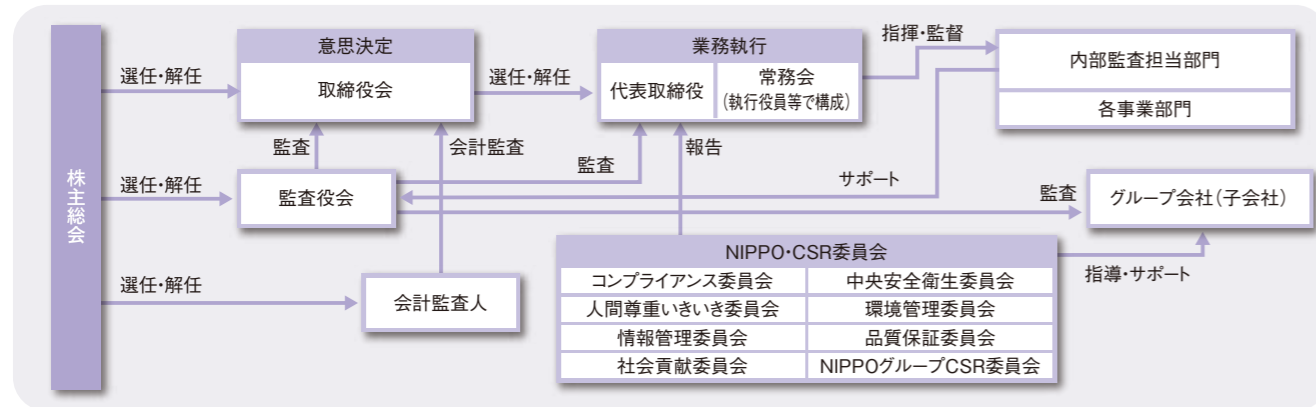 株主総会
選任・解任
意思決定
取締役会
選任・解任
業務執行
代表取締役
常務会
(執行役員等で構成)
指揮・監督
内部監査担当部門
各事業部門
監査
会計監査
監査
報告
サポート
選任・解任
監査役会
監査
グループ会社(子会社)
選任・解任
会計監査人
NIPPO・CSR委員会
コンプライアンス委員会
中央安全衛生委員会
人間尊重いきいき委員会
環境管理委員会
情報管理委員会
品質保証委員会
社会貢献委員会
NIPPOグループCSR委員会
指導・サポート